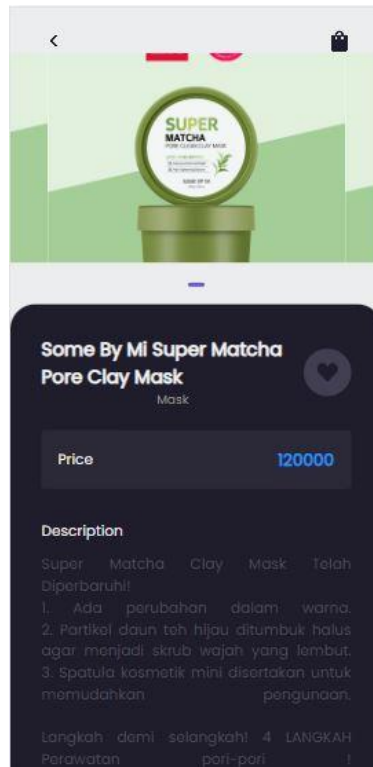 SUPER
MATCHA
PORE CLEAN CLAY MASK
SOME BY MI
Some By Mi Super Matcha
Pore Clay Mask
Mask
Price 120000
Description
Super Matcha Clay Mask Telah
Diperbaruhi!
1. Ada perubahan dalam warna.
2. Partikel daun teh hijau ditumbuk halus
agar menjadi skrub wajah yang lembut.
3. Spatula kosmetik mini disertakan untuk
memudahkan pengunaan.
Langkah demi selangkah! 4 LANGKAH
Perawatan pori-pori !